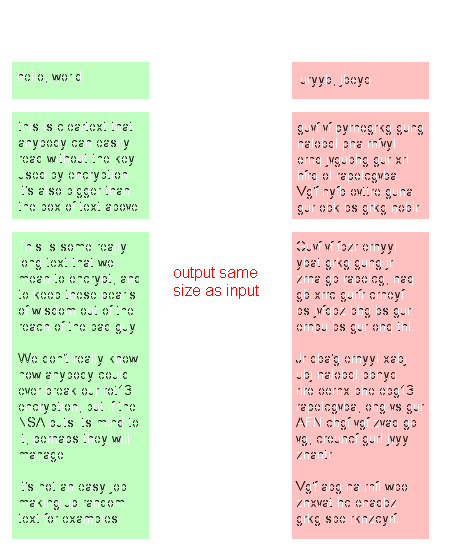 hello, world
this is cleartext that
anybody can easily
read without the key
used by encryption.
It's also bigger than
the box of text above.
This is some really
long text that we
mean to encrypt, and
to keep these pearls
of wisdom out of the
reach of the bad guy.
We don't really know
how anybody could
ever break our rot13
encryption, but if the
NSA puts its mind to
it, perhaps they will
manage.
It's not an easy job
making up random
text for examples.
output same
size as input
uryyb, jbeyq
guvf vf pyrnegrkg gung
nalobql pna rnfvyl
ernq jvgubhg gur xrl
hfrq ol rapelcgvba.
Vg'f nyfb ovttre guna
gur obk bs grkg nobir.
Guvf vf fbzr ernyyl
ybat grkg gung jr
zrna gb rapelcg, naq
gb xrrc gurfr crneyf
bs jvfqbz bhg bs gur
ernpu bs gur onq thl.
Jr qba'g ernyyl xabj
ubj nalobql pbhyq
rire oernx bhe ebg13
rapelcgvba, ohg vs gur
AFN chgf vgf zvaq gb
vg, creuncf gurl jvyy
znantr.
Vg'f abg na rnfl wbo
znxvat hc enaqbz
grkg sbe rknzcyrf.